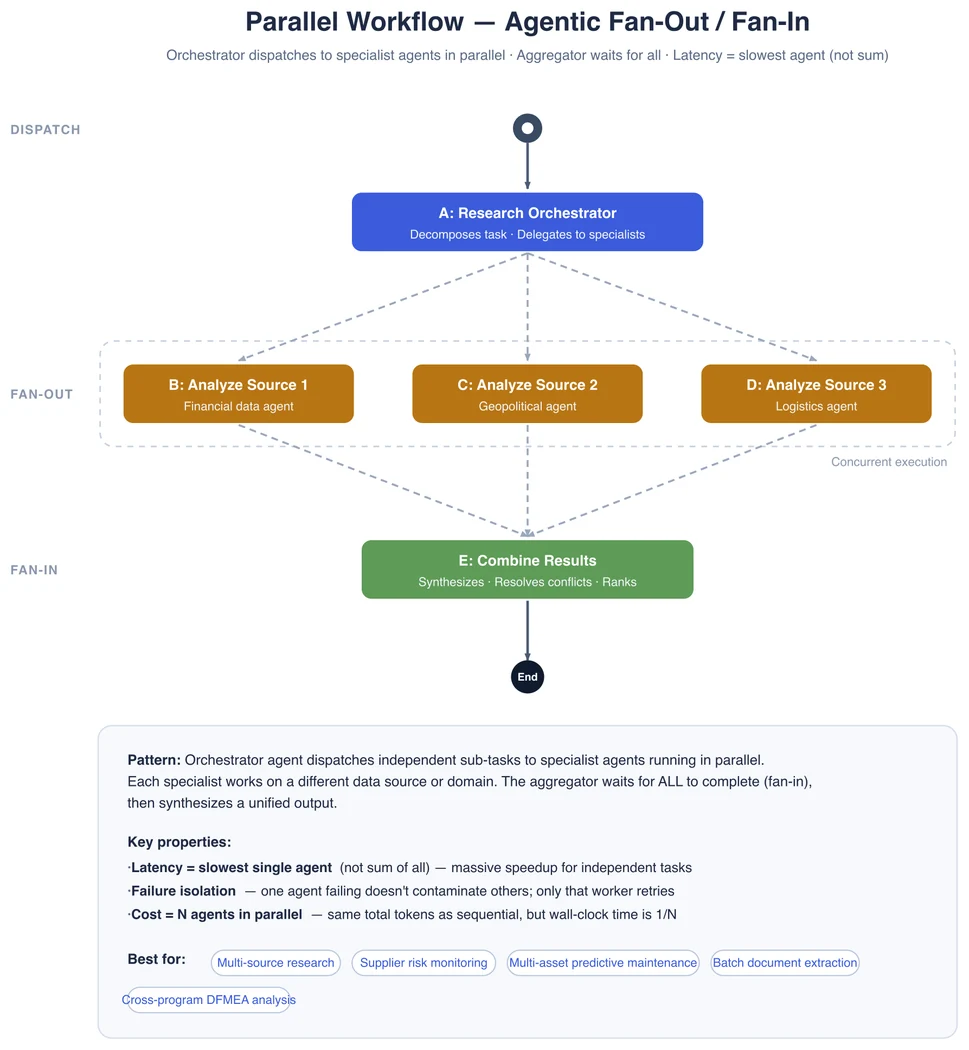 Parallel Workflow — Agentic Fan-Out / Fan-In
Orchestrator dispatches to specialist agents in parallel · Aggregator waits for all · Latency = slowest agent (not sum)
DISPATCH
A: Research Orchestrator
Decomposes task · Delegates to specialists
FAN-OUT
B: Analyze Source 1
Financial data agent
C: Analyze Source 2
Geopolitical agent
D: Analyze Source 3
Logistics agent
Concurrent execution
FAN-IN
E: Combine Results
Synthesizes · Resolves conflicts · Ranks
End
Pattern: Orchestrator agent dispatches independent sub-tasks to specialist agents running in parallel.
Each specialist works on a different data source or domain. The aggregator waits for ALL to complete (fan-in),
then synthesizes a unified output.
Key properties:
·Latency = slowest single agent (not sum of all) — massive speedup for independent tasks
·Failure isolation — one agent failing doesn't contaminate others; only that worker retries
·Cost = N agents in parallel — same total tokens as sequential, but wall-clock time is 1/N
Best for: Multi-source research Supplier risk monitoring Multi-asset predictive maintenance Batch document extraction
Cross-program DFMEA analysis